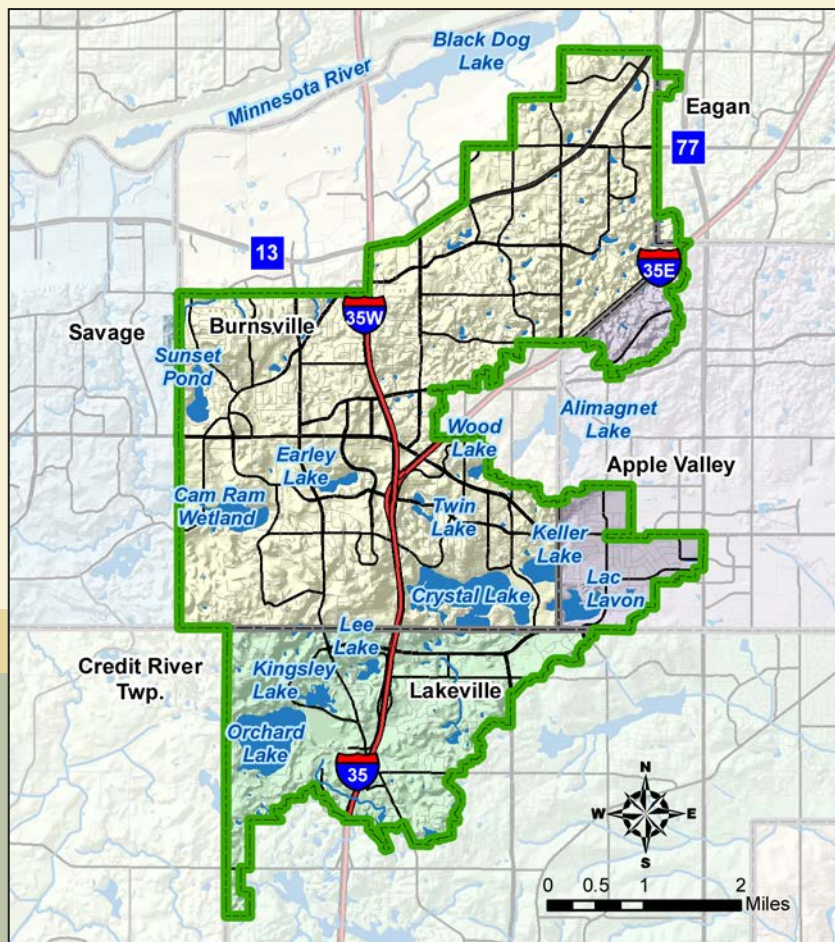 Black Dog
Lake
Minnesota River
Eagan
77
13
35E
Savage
Burnsville
35W
Sunset
Pond
Alimagnet
Lake
Wood
Lake
Apple Valley
Earley
Lake
Cam Ram
Wetland
Twin
Lake
Keller
Lake
Crystal Lake
Lac
Lavon
Lee
Lake
Credit River
Twp.
Kingsley
Lake
Lakeville
Orchard
Lake
35
N
W E
S
0 0.5 1 2
Miles